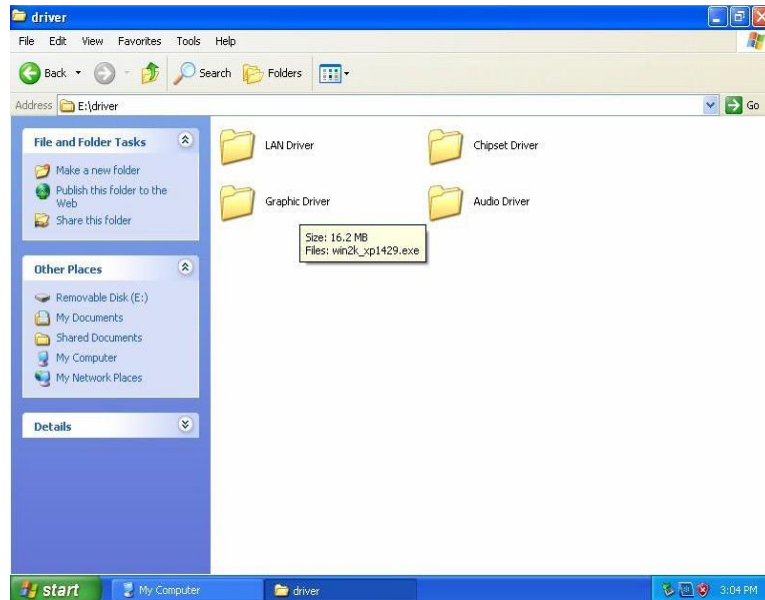 driver
File Edit View Favorites Tools Help
Back Search Folders
Address E:\driver Go
File and Folder Tasks
Make a new folder
Publish this folder to the
Web
Share this folder
Other Places
Removable Disk (E:)
My Documents
Shared Documents
My Computer
My Network Places
Details
LAN Driver
Chipset Driver
Graphic Driver
Audio Driver
Size: 16.2 MB
Files: win2k_xp1429.exe
start My Computer driver 3:04 PM